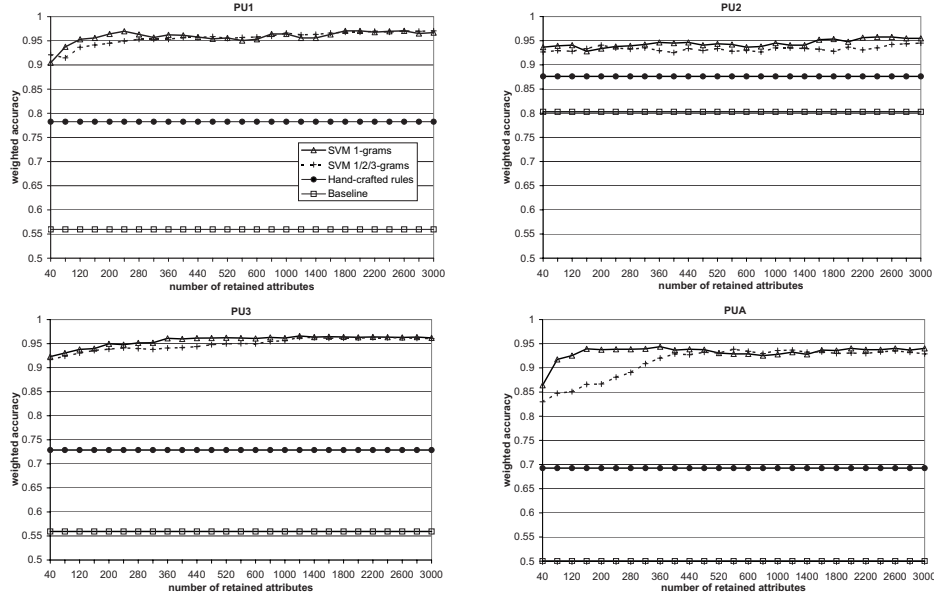 PU1
1
0.95
0.9
0.85
0.8
0.75
0.7
0.65
0.6
0.55
0.5
weighted accuracy
SVM 1-grams
SVM 1/2/3-grams
Hand-crafted rules
Baseline
40 120 200 280 360 440 520 600 1000 1400 1800 2200 2600 3000
number of retained attributes
PU2
1
0.95
0.9
0.85
0.8
0.75
0.7
0.65
0.6
0.55
0.5
weighted accuracy
40 120 200 280 360 440 520 600 1000 1400 1800 2200 2600 3000
number of retained attributes
PU3
1
0.95
0.9
0.85
0.8
0.75
0.7
0.65
0.6
0.55
0.5
weighted accuracy
40 120 200 280 360 440 520 600 1000 1400 1800 2200 2600 3000
number of retained attributes
PUA
1
0.95
0.9
0.85
0.8
0.75
0.7
0.65
0.6
0.55
0.5
weighted accuracy
40 120 200 280 360 440 520 600 1000 1400 1800 2200 2600 3000
number of retained attributes